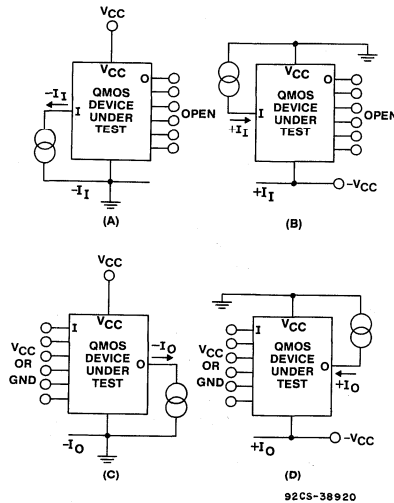 VCC
VCC
O
QMOS
DEVICE
UNDER
TEST
I
-II
OPEN
-II
(A)
VCC
QMOS
DEVICE
UNDER
TEST
O
I
+II
OPEN
+II
-VCC
(B)
VCC
VCC
I
QMOS
DEVICE
UNDER
TEST
O
-IO
VCC
OR
GND
-IO
(C)
VCC
I
QMOS
DEVICE
UNDER
TEST
O
+IO
VCC
OR
GND
+IO
-VCC
(D)
92CS-38920